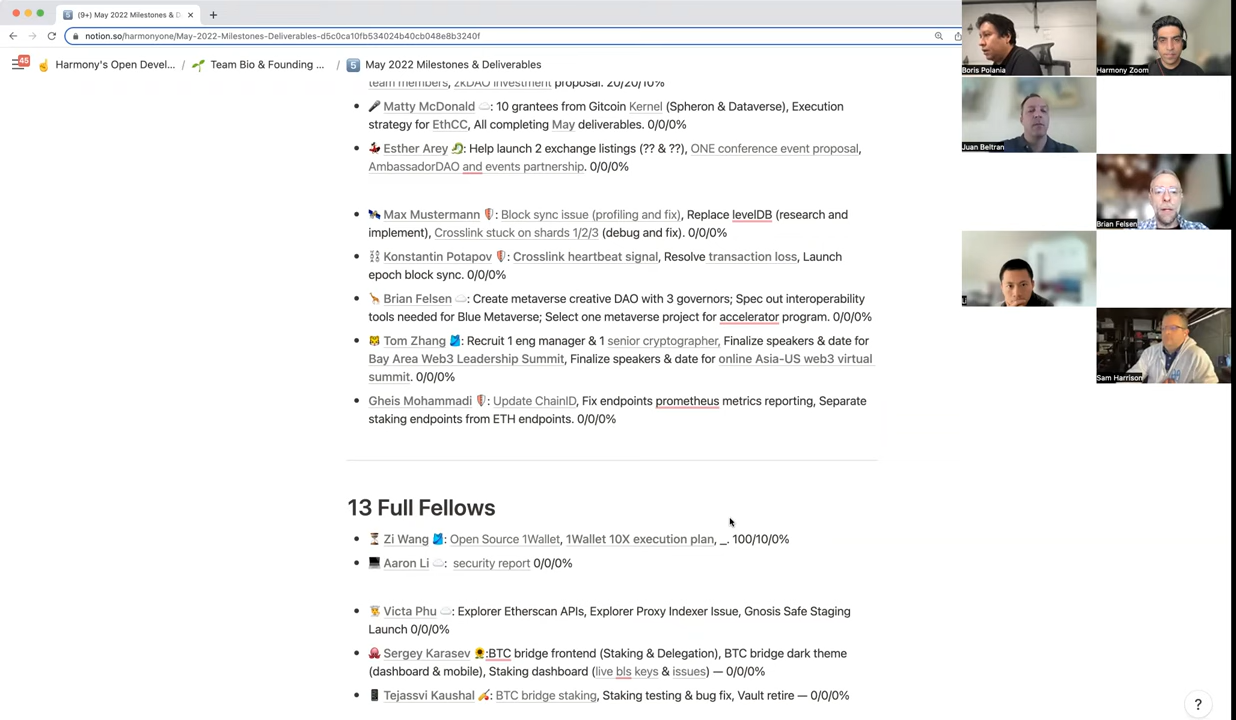 (9+) May 2022 Milestones & D
notion.so/harmonyone/May-2022-Milestones-Deliverables-d5c0ca10fb534024b40cb048e8b3240f
45
Harmony's Open Devel... / Team Bio & Founding ... / May 2022 Milestones & Deliverables
team members, zkDAO investment proposal. 20/20/10%
Matty McDonald : 10 grantees from Gitcoin Kernel (Spheron & Dataverse), Execution
strategy for EthCC, All completing May deliverables. 0/0/0%
Esther Arey : Help launch 2 exchange listings (?? & ??), ONE conference event proposal,
AmbassadorDAO and events partnership. 0/0/0%
Max Mustermann : Block sync issue (profiling and fix), Replace levelDB (research and
implement), Crosslink stuck on shards 1/2/3 (debug and fix). 0/0/0%
Konstantin Potapov : Crosslink heartbeat signal, Resolve transaction loss, Launch
epoch block sync. 0/0/0%
Brian Felsen : Create metaverse creative DAO with 3 governors; Spec out interoperability
tools needed for Blue Metaverse; Select one metaverse project for accelerator program. 0/0/0%
Tom Zhang : Recruit 1 eng manager & 1 senior cryptographer, Finalize speakers & date for
Bay Area Web3 Leadership Summit, Finalize speakers & date for online Asia-US web3 virtual
summit. 0/0/0%
Gheis Mohammadi : Update ChainID, Fix endpoints prometheus metrics reporting, Separate
staking endpoints from ETH endpoints. 0/0/0%
13 Full Fellows
Zi Wang : Open Source 1Wallet, 1Wallet 10X execution plan, _. 100/10/0%
Aaron Li : security report 0/0/0%
Victa Phu : Explorer Etherscan APIs, Explorer Proxy Indexer Issue, Gnosis Safe Staging
Launch 0/0/0%
Sergey Karasev :BTC bridge frontend (Staking & Delegation), BTC bridge dark theme
(dashboard & mobile), Staking dashboard (live bls keys & issues) — 0/0/0%
Tejassvi Kaushal : BTC bridge staking, Staking testing & bug fix, Vault retire — 0/0/0%
Boris Polania
Harmony Zoom
Juan Beltran
Brian Felsen
Sam Harrison
?